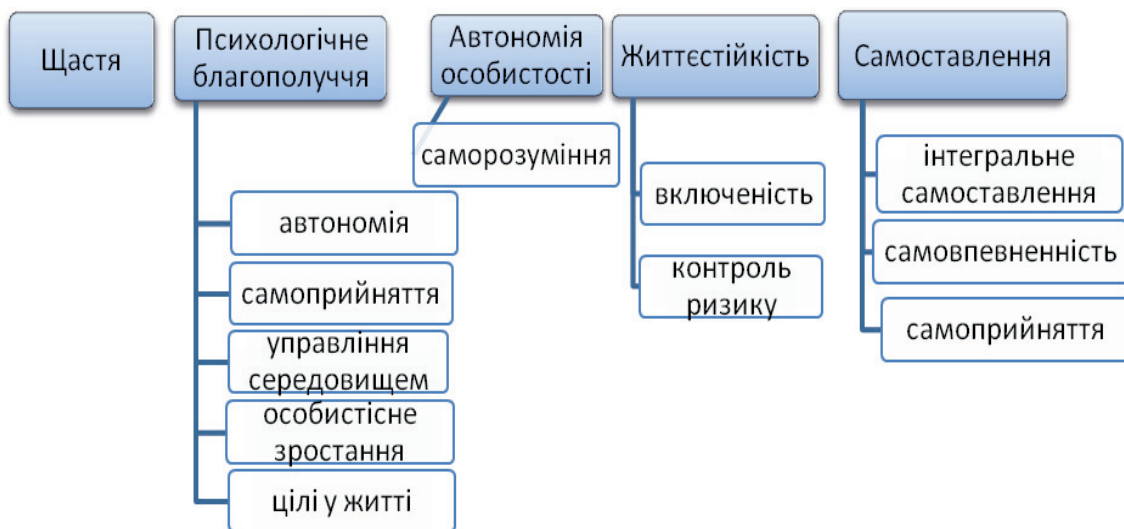 Щастя
Психологічне
благополуччя
автономія
самоприйняття
управління
середовищем
особистісне
зростання
цілі у житті
Автономія
особистості
саморозуміння
Життєстійкість
включеність
контроль
ризику
Самоставлення
інтегральне
самоставлення
самовпевненність
самоприйняття